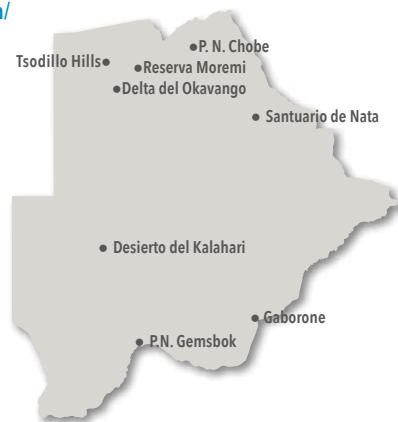 n/
P. N. Chobe
Tsodillo Hills
Reserva Moremi
Delta del Okavango
Santuario de Nata
Desierto del Kalahari
Gaborone
P.N. Gemsbok